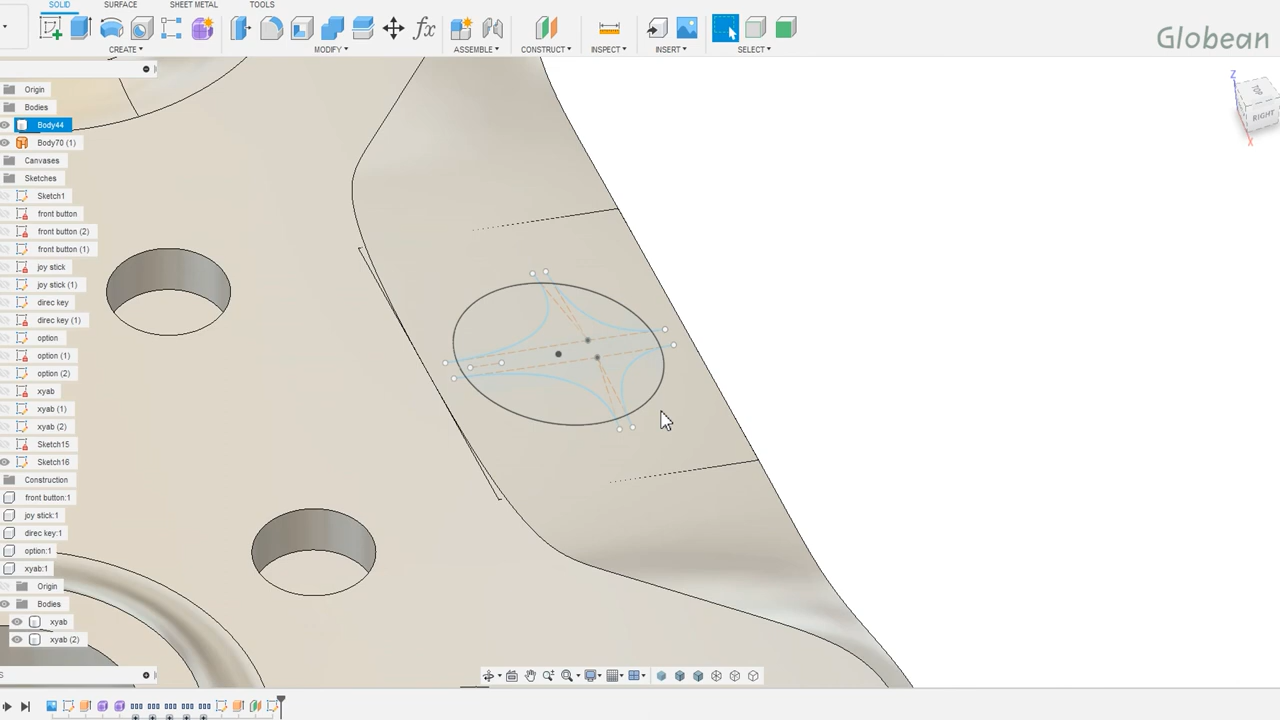 SOLID SURFACE SHEET METAL TOOLS
Globean
CREATE MODIFY ASSEMBLE CONSTRUCT INSPECT INSERT SELECT
Origin
Bodies
Body44
Body70 (1)
Canvases
Sketches
Sketch1
front button
front button (2)
front button (1)
joy stick
joy stick (1)
direc key
direc key (1)
option
option (1)
option (2)
xyab
xyab (1)
xyab (2)
Sketch15
Sketch16
Construction
front button:1
joy stick:1
direc key:1
option:1
xyab:1
Origin
Bodies
xyab
xyab (2)
Z
TOP
RIGHT
X
S